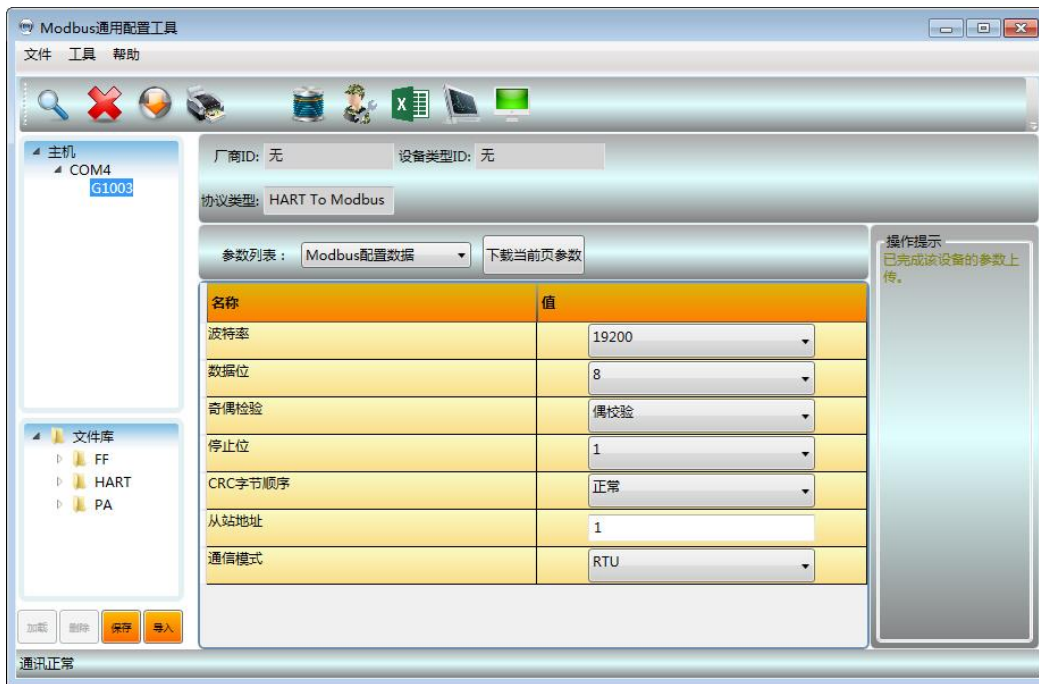 Modbus通用配置工具
文件 工具 帮助
主机
COM4
G1003
厂商ID: 无 设备类型ID: 无
协议类型: HART To Modbus
参数列表： Modbus配置数据 下载当前页参数
操作提示
已完成该设备的参数上
传。
名称 值
波特率 19200
数据位 8
奇偶检验 偶校验
停止位 1
CRC字节顺序 正常
从站地址 1
通信模式 RTU
文件库
FF
HART
PA
加载 删除 保存 导入
通讯正常